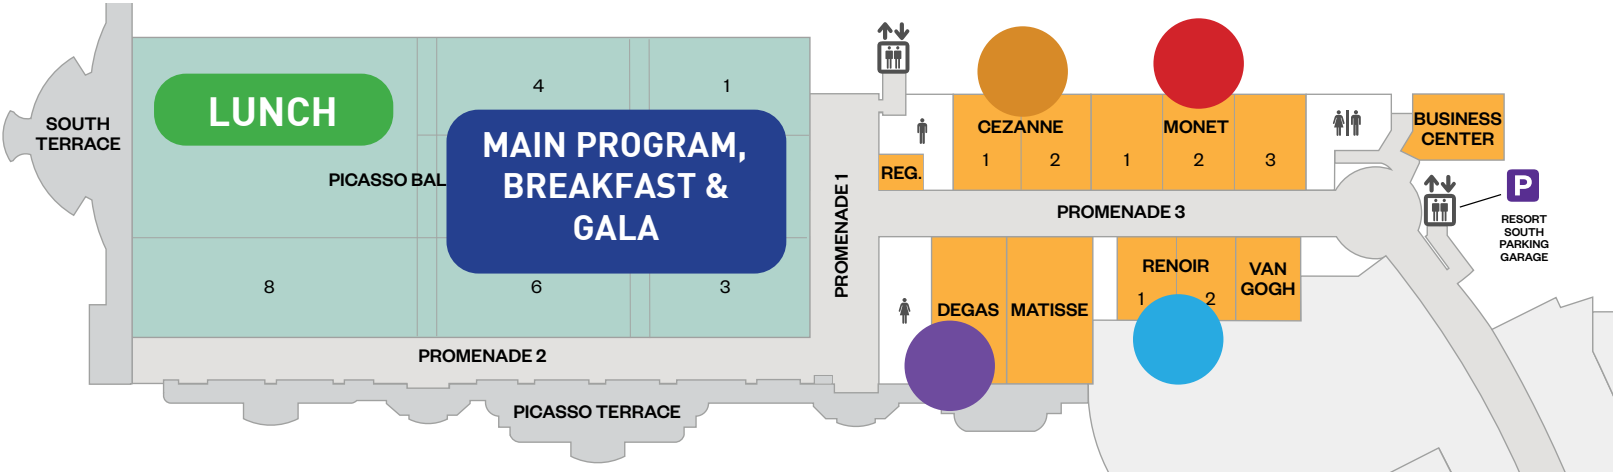 SOUTH
TERRACE
LUNCH
PICASSO BAL
4
1
MAIN PROGRAM,
BREAKFAST &
GALA
8
6
3
PROMENADE 2
PICASSO TERRACE
PROMENADE 1
REG.
CEZANNE
1
2
MONET
1
2
3
PROMENADE 3
DEGAS
MATISSE
RENOIR
1
2
VAN
GOGH
BUSINESS
CENTER
P
RESORT
SOUTH
PARKING
GARAGE